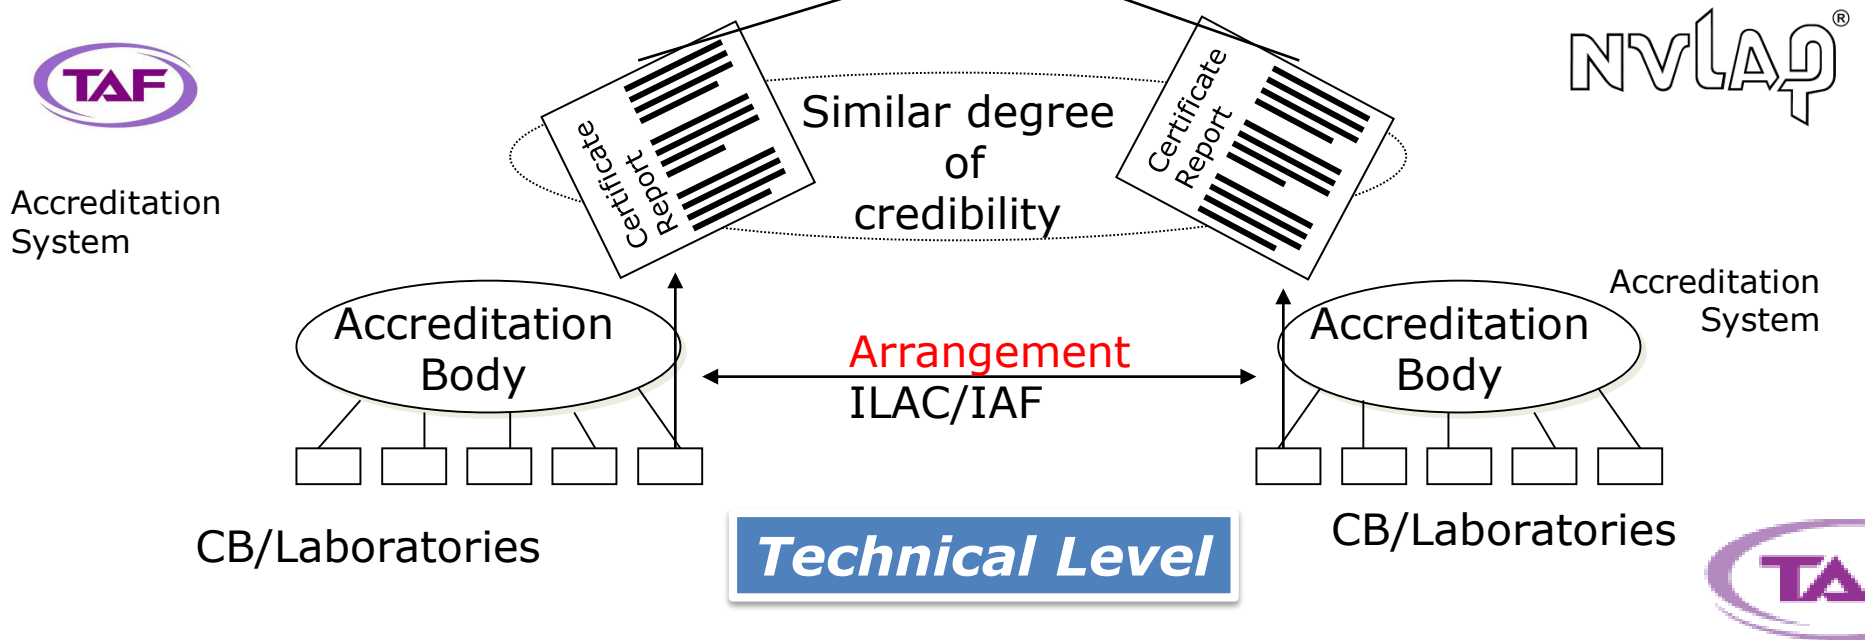 TAF
NVLAP®
Similar degree
of
credibility
Certificate
Report
Certificate
Report
Accreditation
System
Accreditation
System
Accreditation
Body
Arrangement
ILAC/IAF
Accreditation
Body
CB/Laboratories
Technical Level
CB/Laboratories
TA